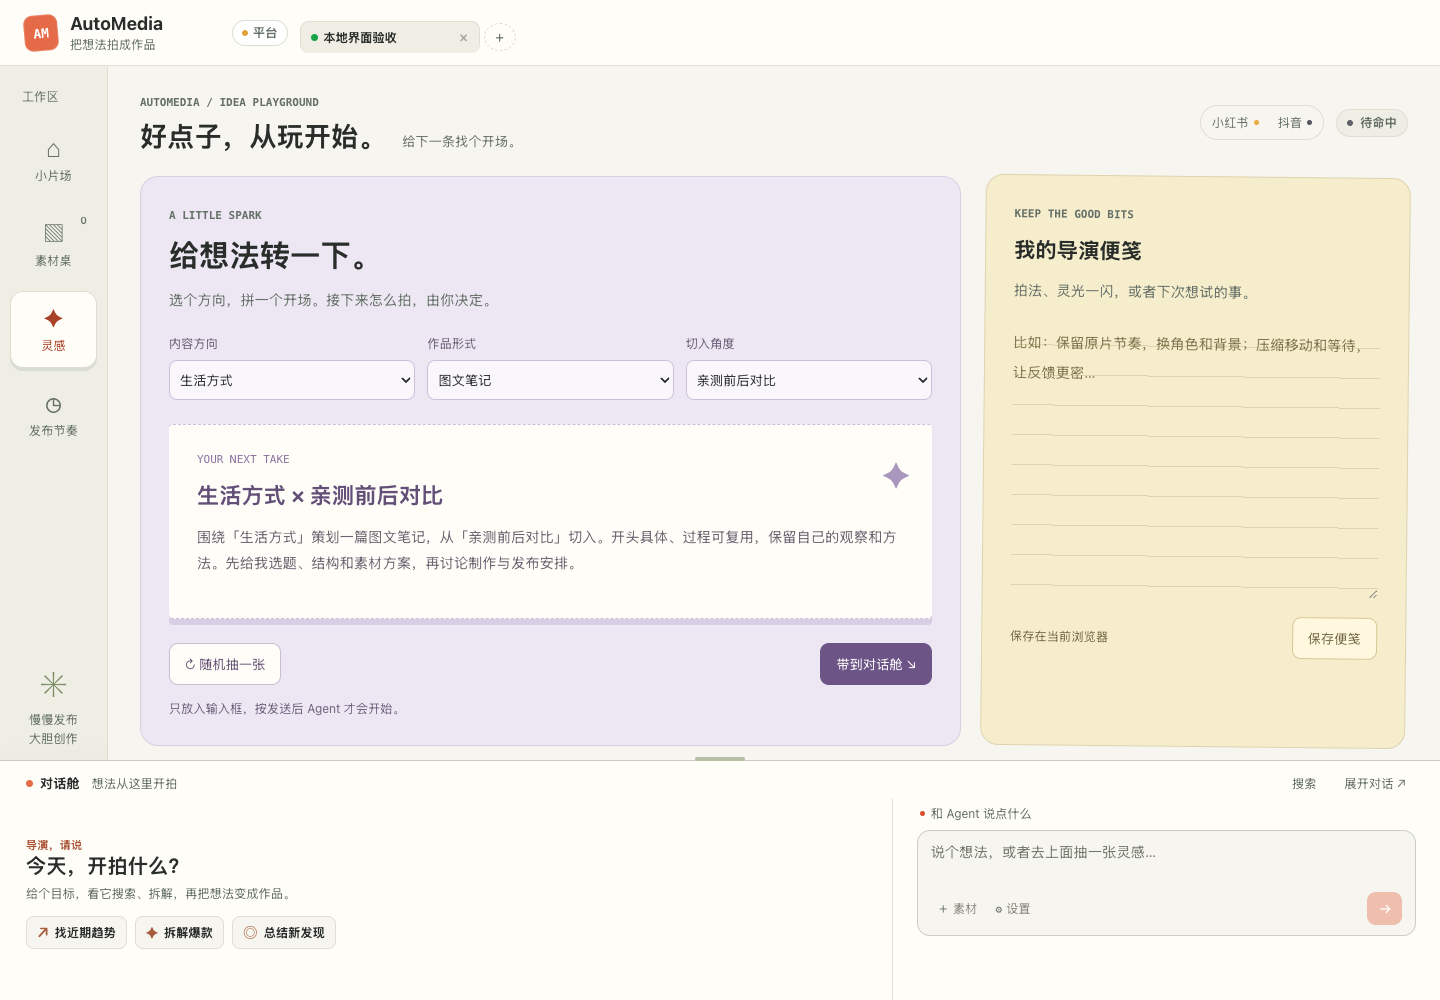 AM
AutoMedia
把想法拍成作品
平台
本地界面验收 ×
+
工作区
小片场
0
素材桌
灵感
发布节奏
慢慢发布
大胆创作
AUTOMEDIA / IDEA PLAYGROUND
好点子，从玩开始。
给下一条找个开场。
小红书
抖音
待命中
A LITTLE SPARK
给想法转一下。
选个方向，拼一个开场。接下来怎么拍，由你决定。
内容方向
作品形式
切入角度
生活方式
图文笔记
亲测前后对比
YOUR NEXT TAKE
生活方式 × 亲测前后对比
围绕「生活方式」策划一篇图文笔记，从「亲测前后对比」切入。开头具体、过程可复用，保留自己的观察和方
法。先给我选题、结构和素材方案，再讨论制作与发布安排。
↻ 随机抽一张
带到对话舱 ↘
只放入输入框，按发送后 Agent 才会开始。
KEEP THE GOOD BITS
我的导演便笺
拍法、灵光一闪，或者下次想试的事。
比如：保留原片节奏，换角色和背景；压缩移动和等待，
让反馈更密…
保存在当前浏览器
保存便笺
对话舱
想法从这里开拍
搜索
展开对话 ↗
导演，请说
今天，开拍什么？
给个目标，看它搜索、拆解，再把想法变成作品。
↗ 找近期趋势
✦ 拆解爆款
◎ 总结新发现
和 Agent 说点什么
说个想法，或者去上面抽一张灵感…
+ 素材
⚙ 设置
→